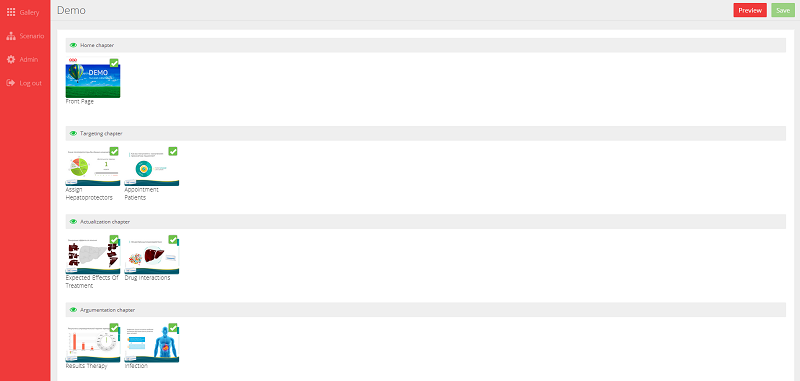 Gallery
Scenario
Admin
Log out
Demo
Preview
Save
Home chapter
DEMO
Front Page
Targeting chapter
1
Assign
Hepatoprotectors
Appointment
Patients
Actualization chapter
Expected Effects Of
Treatment
Drug Interactions
Argumentation chapter
Results Therapy
Infection